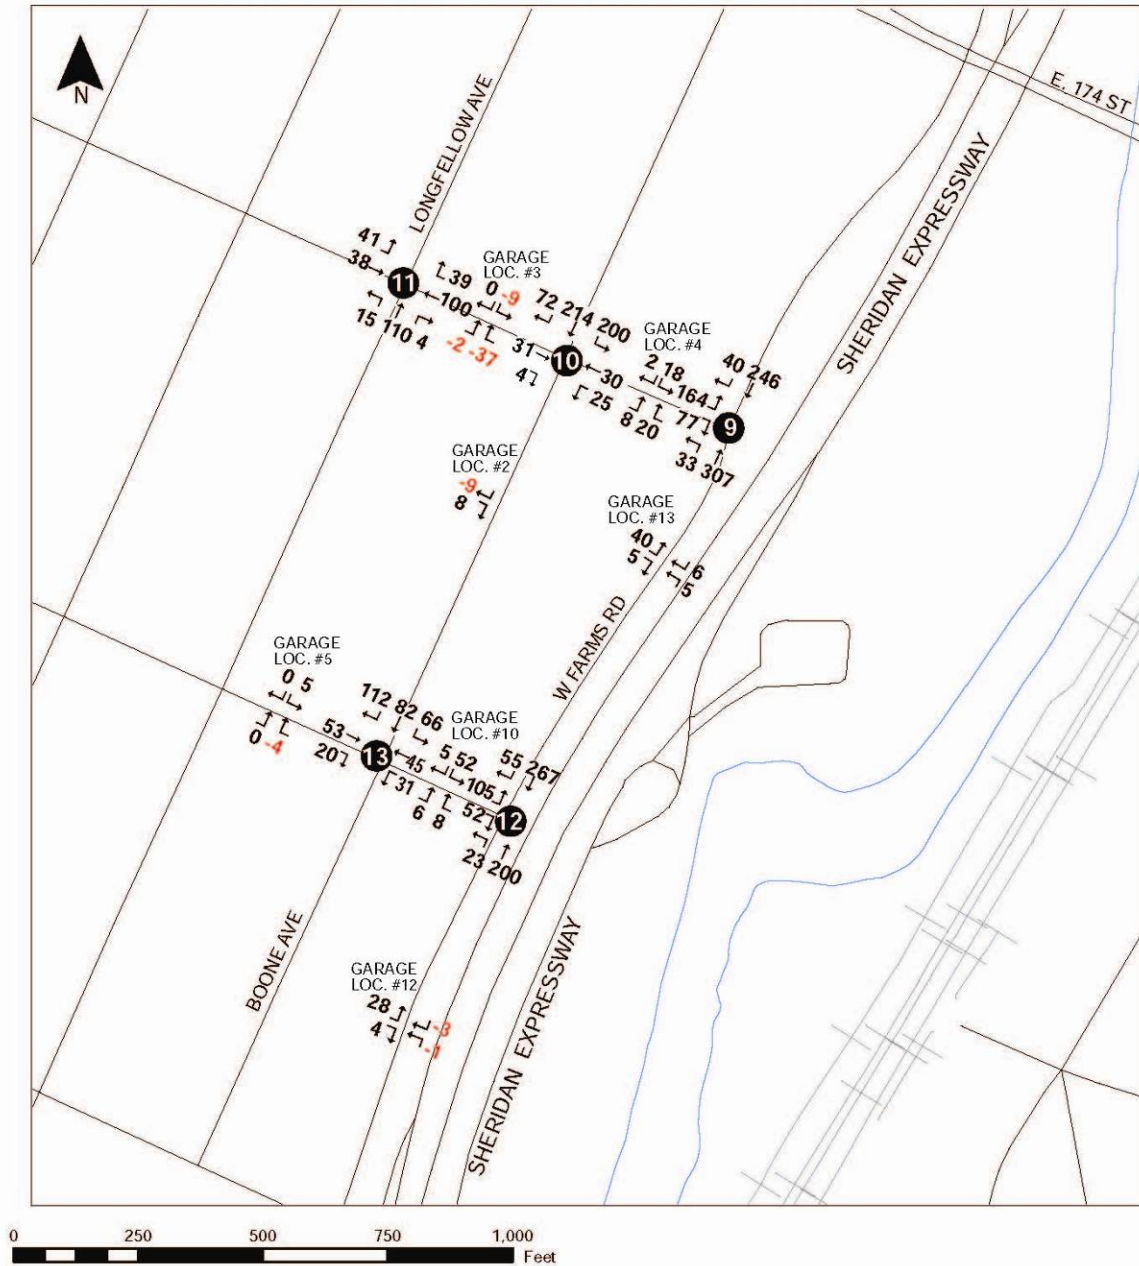 N
E. 174 ST
LONGFELLOW AVE
SHERIDAN EXPRESSWAY
41
38
11
15 110 4
39
100
GARAGE
LOC. #3
0 -9
-2 -37
72 214 200
31
4
10
30
25
8 20
GARAGE
LOC. #4
2 18
164
77
40 246
9
33 307
GARAGE
LOC. #2
-9
8
GARAGE
LOC. #13
40
5
6
5
W FARMS RD
GARAGE
LOC. #5
0 5
0 -4
53
20
112 82 66
13
45
31
6 8
GARAGE
LOC. #10
5 52
105
52
55 267
12
23 200
BOONE AVE
GARAGE
LOC. #12
28
4
-3
-1
SHERIDAN EXPRESSWAY
0 250 500 750 1,000
Feet